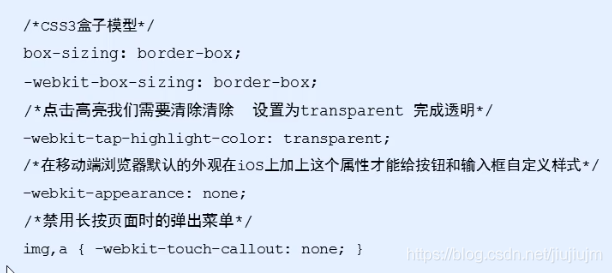 /*CSS3盒子模型*/
box-sizing: border-box;
-webkit-box-sizing: border-box;
/*点击高亮我们需要清除清除 设置为transparent 完成透明*/
-webkit-tap-highlight-color: transparent;
/*在移动端浏览器默认的外观在iOS上加上这个属性才能给按钮和输入框自定义样式*/
-webkit-appearance: none;
/*禁用长按页面时的弹出菜单*/
img,a { -webkit-touch-callout: none; }
https://blog.csdn.net/jiujiujm